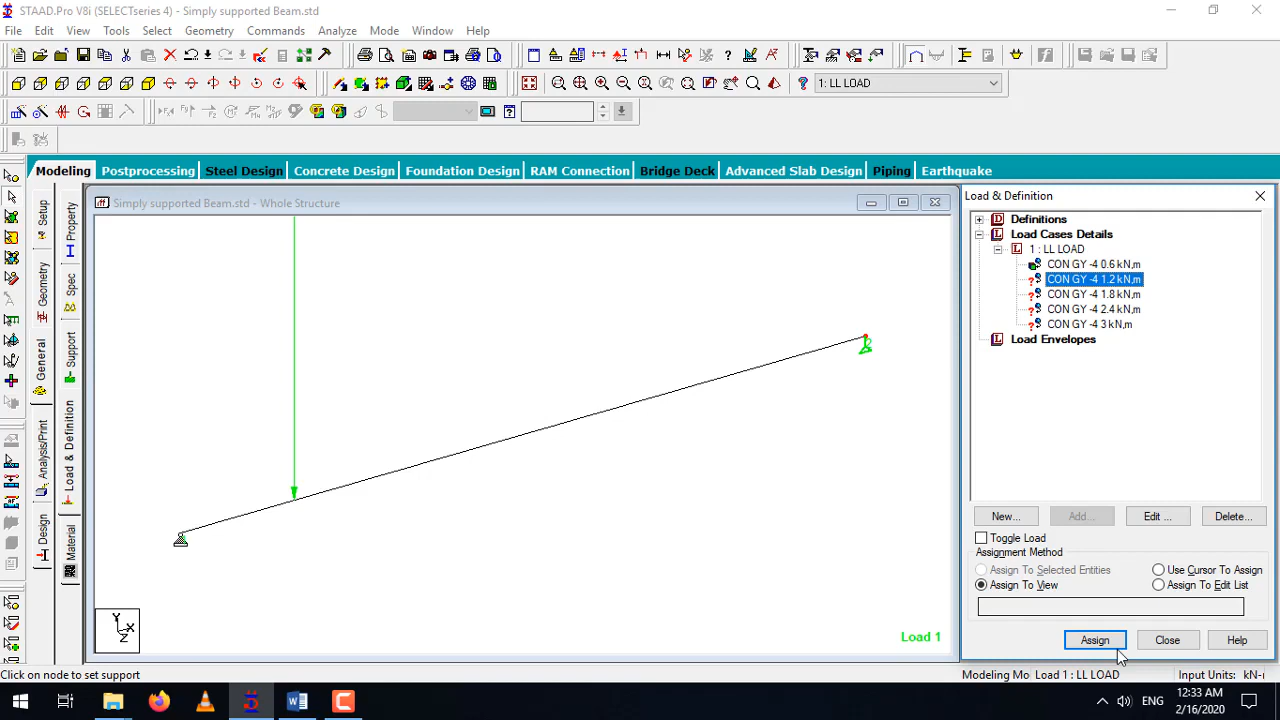 STAAD.Pro V8i (SELECTseries 4) - Simply supported Beam.std
File Edit View Tools Select Geometry Commands Analyze Mode Window Help
1: LL LOAD
Modeling Postprocessing Steel Design Concrete Design Foundation Design RAM Connection Bridge Deck Advanced Slab Design Piping Earthquake
Setup
Geometry
General
Analysis/Print
Design
Property
Spec
Support
Load & Definition
Material
Simply supported Beam.std - Whole Structure
Y
X
Z
Load 1
Load & Definition
Definitions
Load Cases Details
1 : LL LOAD
CON GY -4 0.6 kN,m
CON GY -4 1.2 kN,m
CON GY -4 1.8 kN,m
CON GY -4 2.4 kN,m
CON GY -4 3 kN,m
Load Envelopes
New... Add... Edit ... Delete...
Toggle Load
Assignment Method
Assign To Selected Entities Use Cursor To Assign
Assign To View Assign To Edit List
Assign Close Help
Click on node to set support Modeling Mo Load 1 : LL LOAD Input Units: kN-
ENG
12:33 AM
2/16/2020